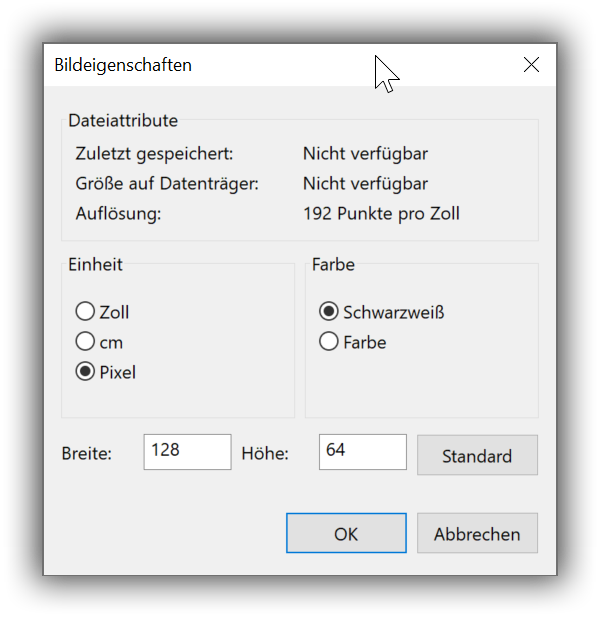 Bildeigenschaften
Dateiattribute
Zuletzt gespeichert: Nicht verfügbar
Größe auf Datenträger: Nicht verfügbar
Auflösung: 192 Punkte pro Zoll
Einheit
Zoll
cm
Pixel
Farbe
Schwarzweiß
Farbe
Breite: 128 Höhe: 64 Standard
OK Abbrechen